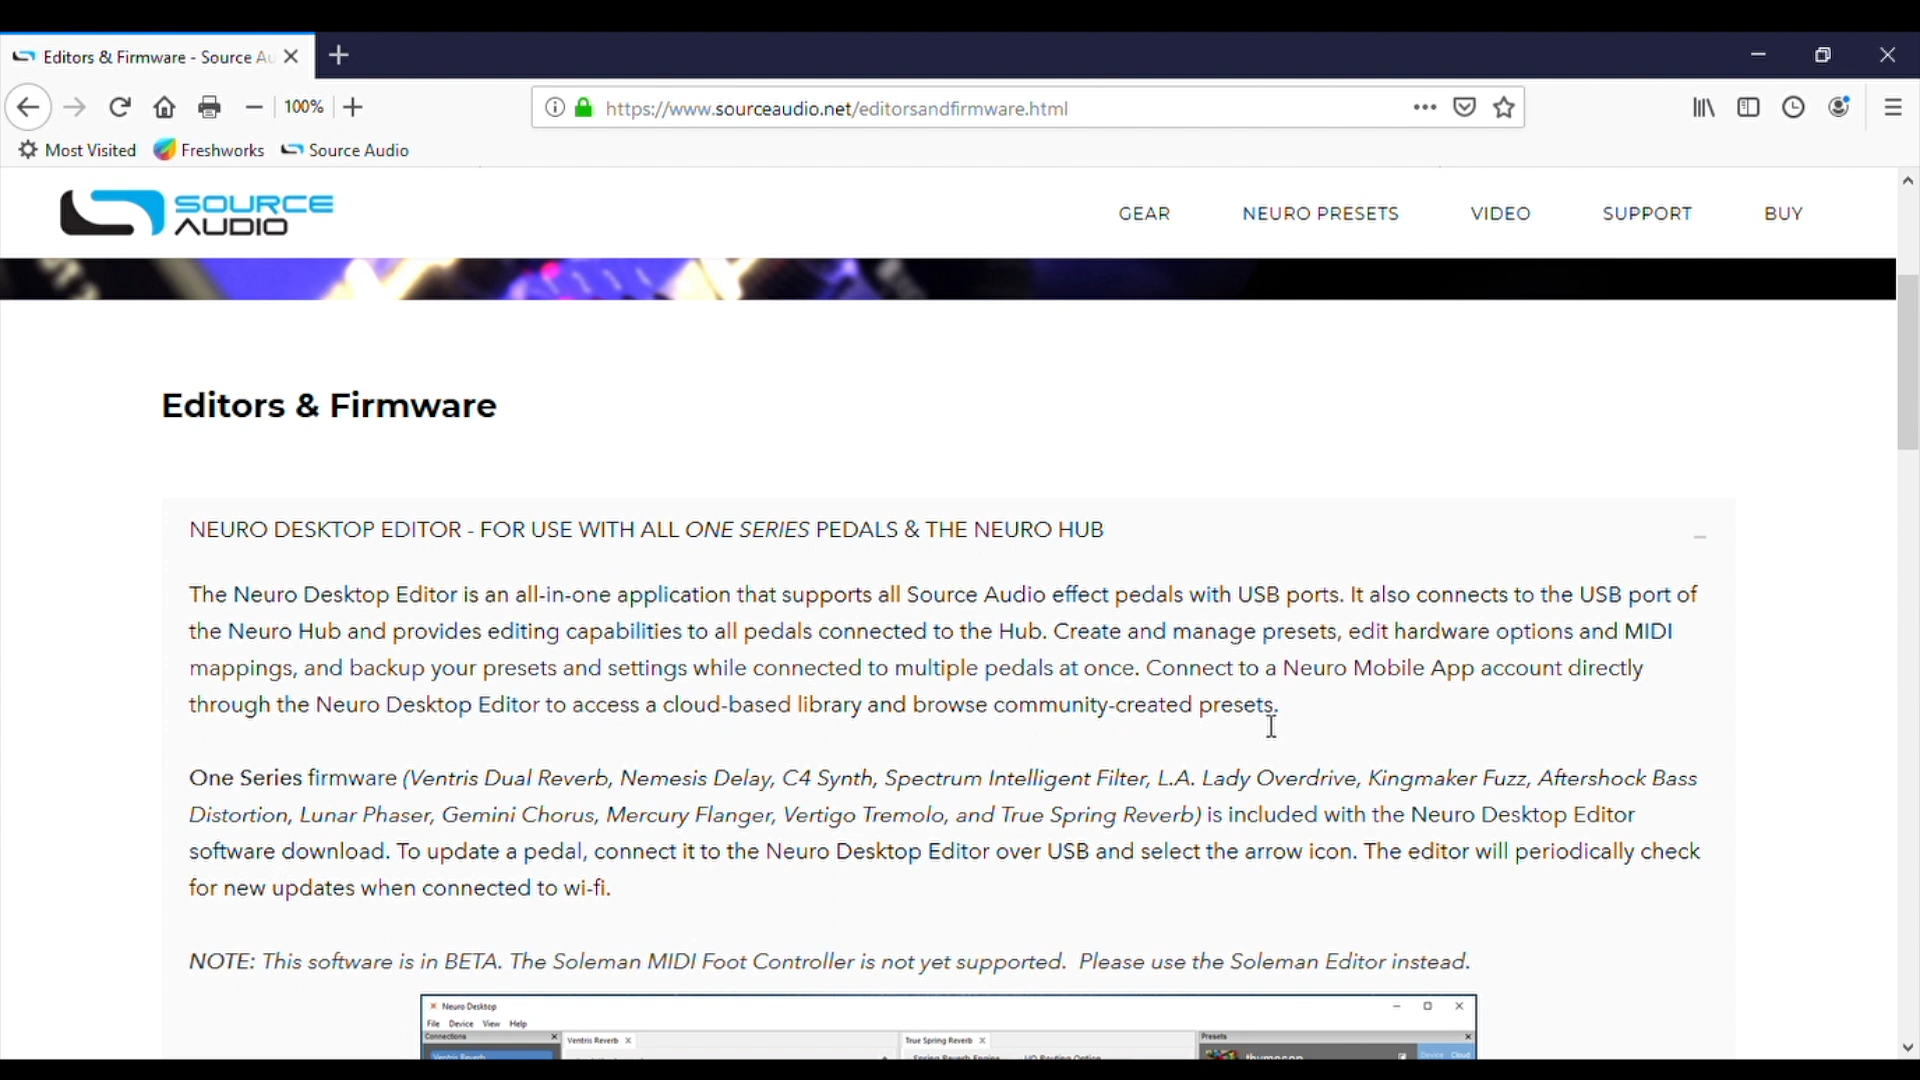 Editors & Firmware - Source Au
100%
https://www.sourceaudio.net/editorsandfirmware.html
Most Visited Freshworks Source Audio
SOURCE AUDIO
GEAR NEURO PRESETS VIDEO SUPPORT BUY
Editors & Firmware
NEURO DESKTOP EDITOR - FOR USE WITH ALL ONE SERIES PEDALS & THE NEURO HUB
The Neuro Desktop Editor is an all-in-one application that supports all Source Audio effect pedals with USB ports. It also connects to the USB port of
the Neuro Hub and provides editing capabilities to all pedals connected to the Hub. Create and manage presets, edit hardware options and MIDI
mappings, and backup your presets and settings while connected to multiple pedals at once. Connect to a Neuro Mobile App account directly
through the Neuro Desktop Editor to access a cloud-based library and browse community-created presets.
One Series firmware (Ventris Dual Reverb, Nemesis Delay, C4 Synth, Spectrum Intelligent Filter, L.A. Lady Overdrive, Kingmaker Fuzz, Aftershock Bass
Distortion, Lunar Phaser, Gemini Chorus, Mercury Flanger, Vertigo Tremolo, and True Spring Reverb) is included with the Neuro Desktop Editor
software download. To update a pedal, connect it to the Neuro Desktop Editor over USB and select the arrow icon. The editor will periodically check
for new updates when connected to wi-fi.
NOTE: This software is in BETA. The Soleman MIDI Foot Controller is not yet supported. Please use the Soleman Editor instead.
Neuro Desktop
File Device View Help
Connections Ventris Reverb True Spring Reverb Presets
Ventris Reverb Spring Reverb Engine I/O Routing Option thymoson Device Cloud